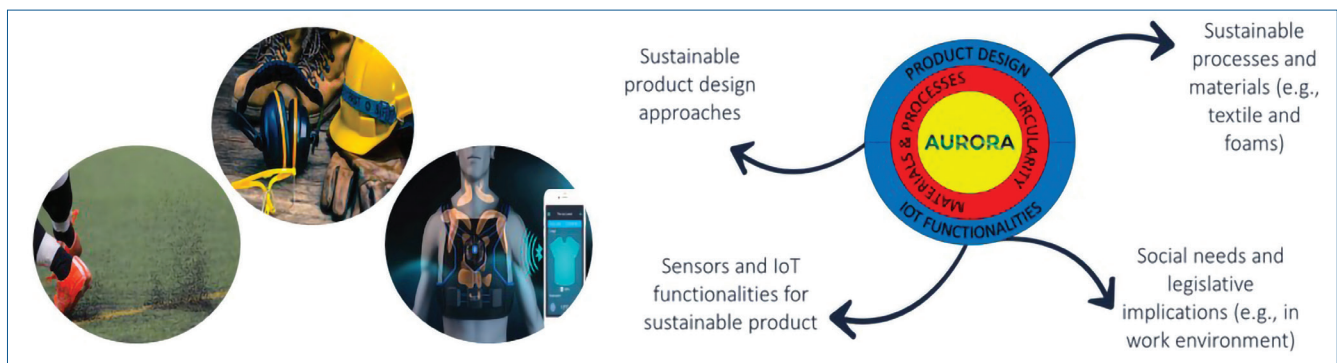 Sustainable
product design
approaches
PRODUCT DESIGN
MATERIALS & PROCESSES
CIRCULARITY
AURORA
IOT FUNCTIONALITIES
Sustainable
processes and
materials (e.g.,
textile and
foams)
Sensors and IoT
functionalities for
sustainable product
Social needs and
legislative
implications (e.g., in
work environment)